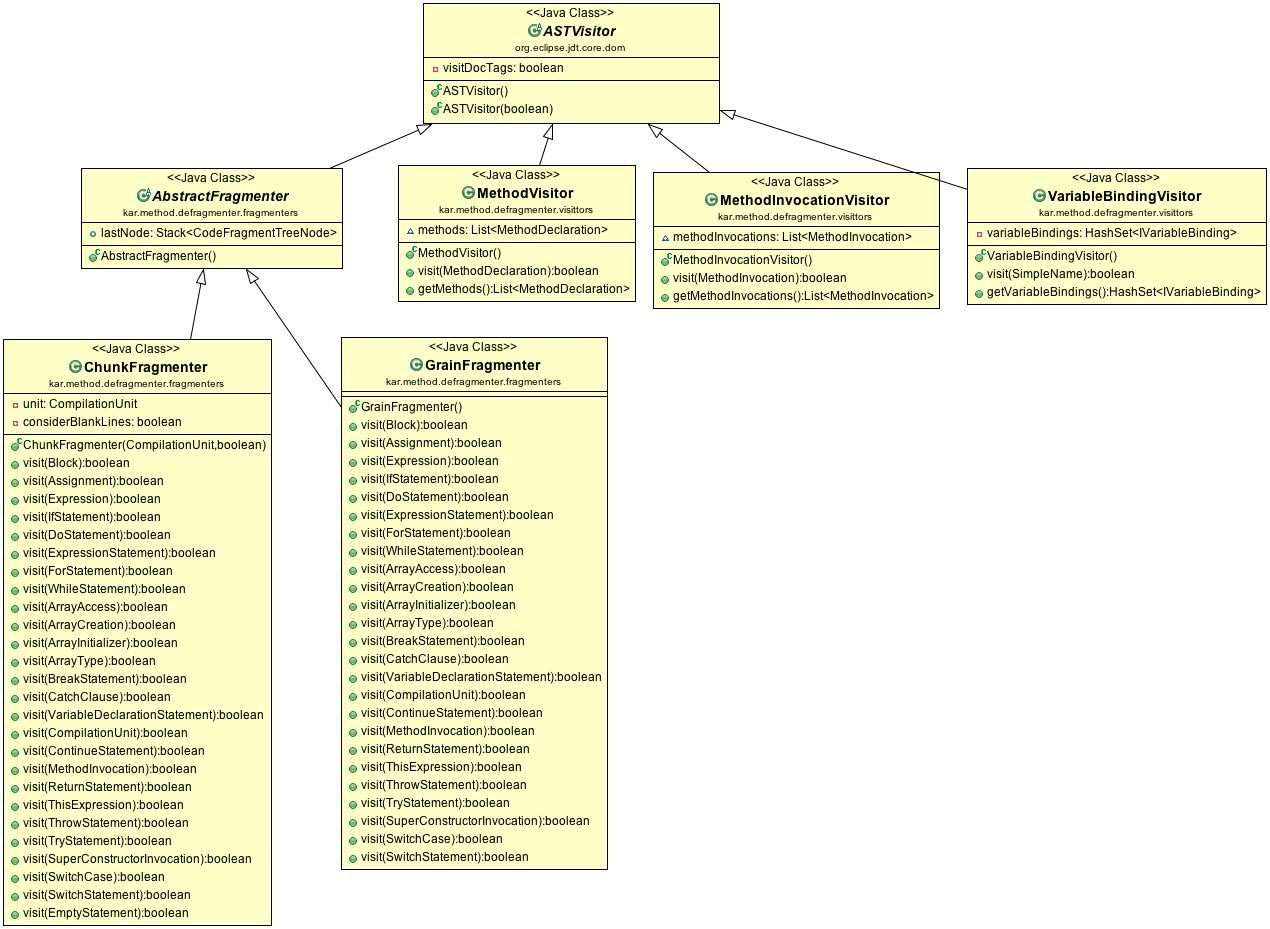 <<Java Class>>
ASTVisitor
org.eclipse.jdt.core.dom
visitDocTags: boolean
ASTVisitor()
ASTVisitor(boolean)
<<Java Class>>
AbstractFragmenter
kar.method.defragmenter.fragmenters
lastNode: Stack<CodeFragmentTreeNode>
AbstractFragmenter()
<<Java Class>>
MethodVisitor
kar.method.defragmenter.visittors
methods: List<MethodDeclaration>
MethodVisitor()
visit(MethodDeclaration):boolean
getMethods():List<MethodDeclaration>
<<Java Class>>
MethodInvocationVisitor
kar.method.defragmenter.visittors
methodInvocations: List<MethodInvocation>
MethodInvocationVisitor()
visit(MethodInvocation):boolean
getMethodInvocations():List<MethodInvocation>
<<Java Class>>
VariableBindingVisitor
kar.method.defragmenter.visittors
variableBindings: HashSet<IVariableBinding>
VariableBindingVisitor()
visit(SimpleName):boolean
getVariableBindings():HashSet<IVariableBinding>
<<Java Class>>
ChunkFragmenter
kar.method.defragmenter.fragmenters
unit: CompilationUnit
considerBlankLines: boolean
ChunkFragmenter(CompilationUnit,boolean)
visit(Block):boolean
visit(Assignment):boolean
visit(Expression):boolean
visit(IfStatement):boolean
visit(DoStatement):boolean
visit(ExpressionStatement):boolean
visit(ForStatement):boolean
visit(WhileStatement):boolean
visit(ArrayAccess):boolean
visit(ArrayCreation):boolean
visit(ArrayInitializer):boolean
visit(ArrayType):boolean
visit(BreakStatement):boolean
visit(CatchClause):boolean
visit(VariableDeclarationStatement):boolean
visit(CompilationUnit):boolean
visit(ContinueStatement):boolean
visit(MethodInvocation):boolean
visit(ReturnStatement):boolean
visit(ThisExpression):boolean
visit(ThrowStatement):boolean
visit(TryStatement):boolean
visit(SuperConstructorInvocation):boolean
visit(SwitchCase):boolean
visit(SwitchStatement):boolean
visit(EmptyStatement):boolean
<<Java Class>>
GrainFragmenter
kar.method.defragmenter.fragmenters
GrainFragmenter()
visit(Block):boolean
visit(Assignment):boolean
visit(Expression):boolean
visit(IfStatement):boolean
visit(DoStatement):boolean
visit(ExpressionStatement):boolean
visit(ForStatement):boolean
visit(WhileStatement):boolean
visit(ArrayAccess):boolean
visit(ArrayCreation):boolean
visit(ArrayInitializer):boolean
visit(ArrayType):boolean
visit(BreakStatement):boolean
visit(CatchClause):boolean
visit(VariableDeclarationStatement):boolean
visit(CompilationUnit):boolean
visit(ContinueStatement):boolean
visit(MethodInvocation):boolean
visit(ReturnStatement):boolean
visit(ThisExpression):boolean
visit(ThrowStatement):boolean
visit(TryStatement):boolean
visit(SuperConstructorInvocation):boolean
visit(SwitchCase):boolean
visit(SwitchStatement):boolean